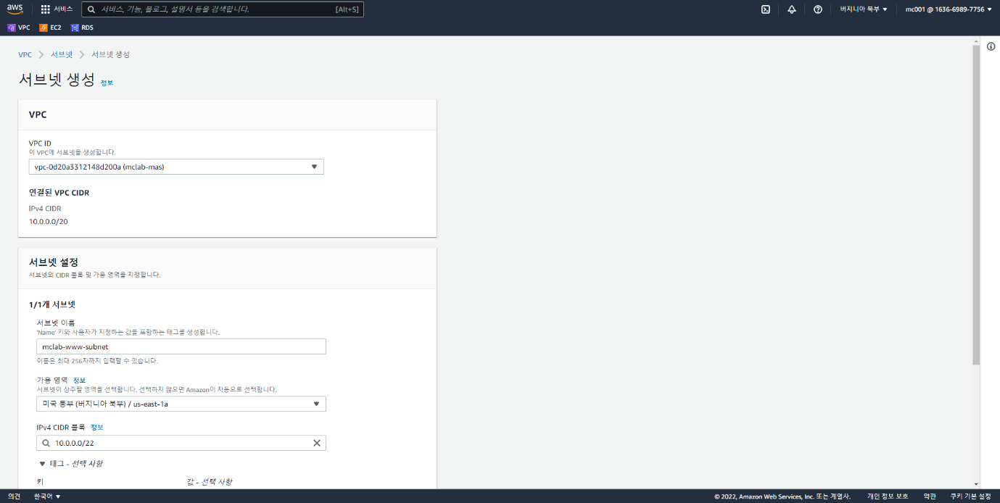 aws
서비스
서비스, 기능, 블로그, 설명서 등을 검색합니다.
[Alt+S]
버지니아 북부
mc001 @ 1636-6989-7756
VPC
EC2
RDS
VPC
서브넷
서브넷 생성
서브넷 생성 정보
VPC
VPC ID
이 VPC에 서브넷을 생성합니다.
vpc-0d20a3312148d200a (mclab-mas)
연결된 VPC CIDR
IPv4 CIDR
10.0.0.0/20
서브넷 설정
서브넷의 CIDR 블록 및 가용 영역을 지정합니다.
1/1개 서브넷
서브넷 이름
'Name' 키와 사용자가 지정하는 값을 포함하는 태그를 생성합니다.
mclab-www-subnet
이름은 최대 256자까지 입력할 수 있습니다.
가용 영역 정보
서브넷이 상주할 영역을 선택합니다. 선택하지 않으면 Amazon이 자동으로 선택합니다.
미국 동부 (버지니아 북부) / us-east-1a
IPv4 CIDR 블록 정보
10.0.0.0/22
태그 - 선택 사항
키
값 - 선택 사항
의견
한국어
© 2022, Amazon Web Services, Inc. 또는 계열사.
개인 정보 보호
약관
쿠키 기본 설정